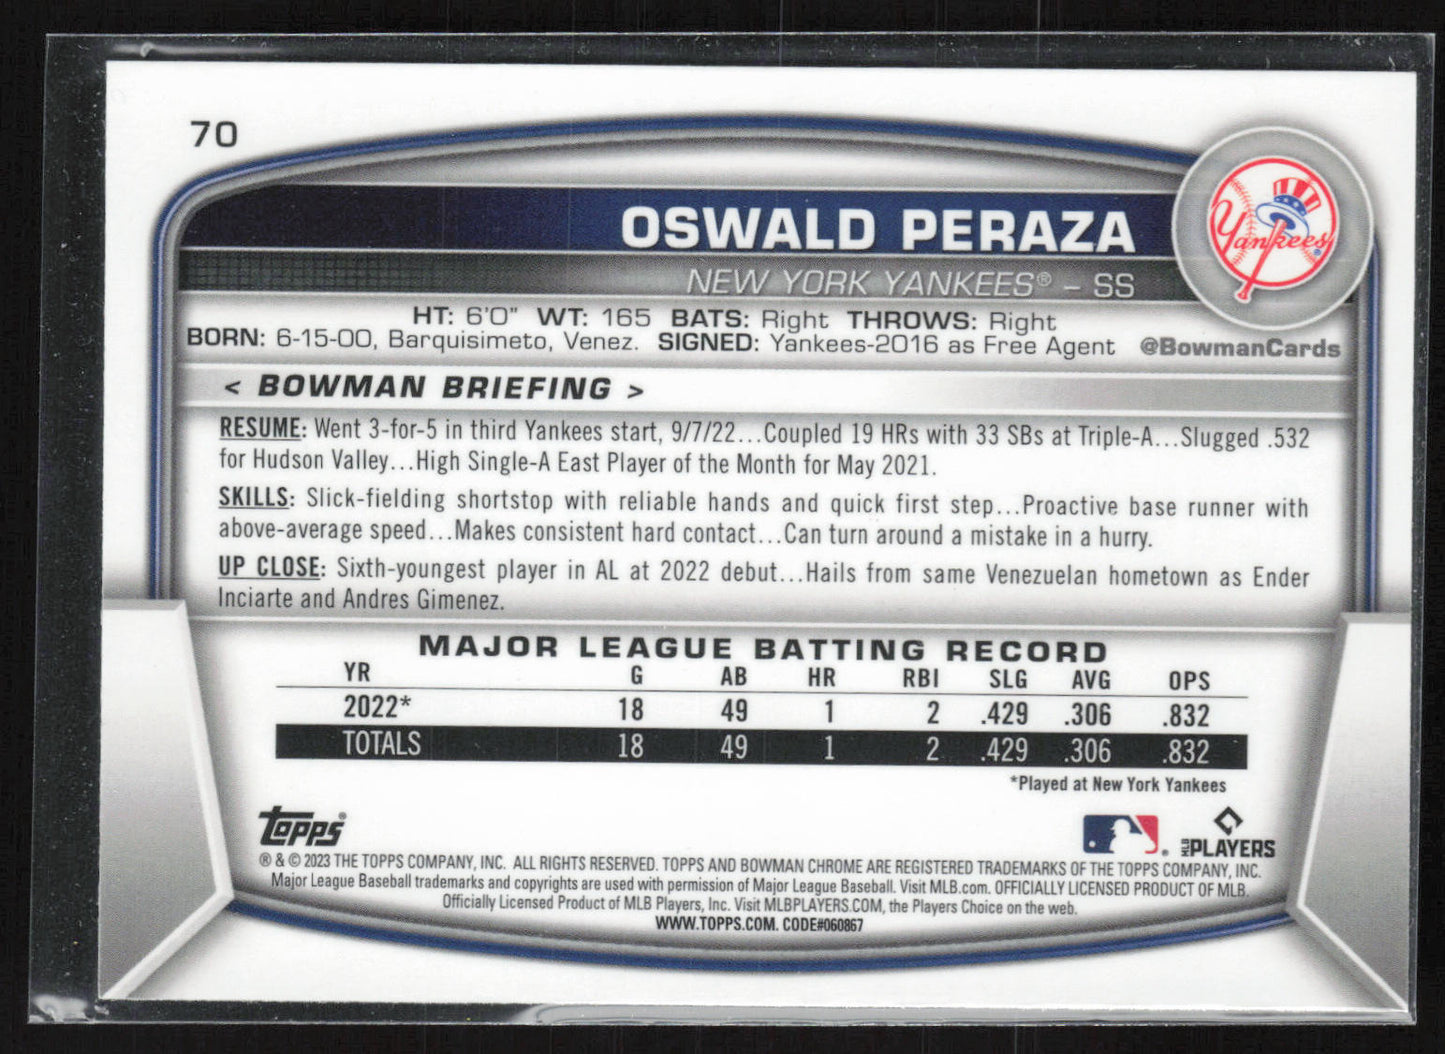 70
OSWALD PERAZA
Yankees
NEW YORK YANKEES® – SS
HT: 6'0" WT: 165 BATS: Right THROWS: Right
BORN: 6-15-00, Barquisimeto, Venez. SIGNED: Yankees-2016 as Free Agent @BowmanCards
< BOWMAN BRIEFING >
RESUME: Went 3-for-5 in third Yankees start, 9/7/22...Coupled 19 HRs with 33 SBs at Triple-A...Slugged .532
for Hudson Valley...High Single-A East Player of the Month for May 2021.
SKILLS: Slick-fielding shortstop with reliable hands and quick first step...Proactive base runner with
above-average speed...Makes consistent hard contact...Can turn around a mistake in a hurry.
UP CLOSE: Sixth-youngest player in AL at 2022 debut...Hails from same Venezuelan hometown as Ender
Inciarte and Andres Gimenez.
MAJOR LEAGUE BATTING RECORD
YR G AB HR RBI SLG AVG OPS
2022* 18 49 1 2 .429 .306 .832
TOTALS 18 49 1 2 .429 .306 .832
*Played at New York Yankees
Topps® MLB PLAYERS
® & © 2023 THE TOPPS COMPANY, INC. ALL RIGHTS RESERVED. TOPPS AND BOWMAN CHROME ARE REGISTERED TRADEMARKS OF THE TOPPS COMPANY, INC.
Major League Baseball trademarks and copyrights are used with permission of Major League Baseball. Visit MLB.com. OFFICIALLY LICENSED PRODUCT OF MLB.
Officially Licensed Product of MLB Players, Inc. Visit MLBPLAYERS.COM, the Players Choice on the web.
WWW.TOPPS.COM. CODE#060867